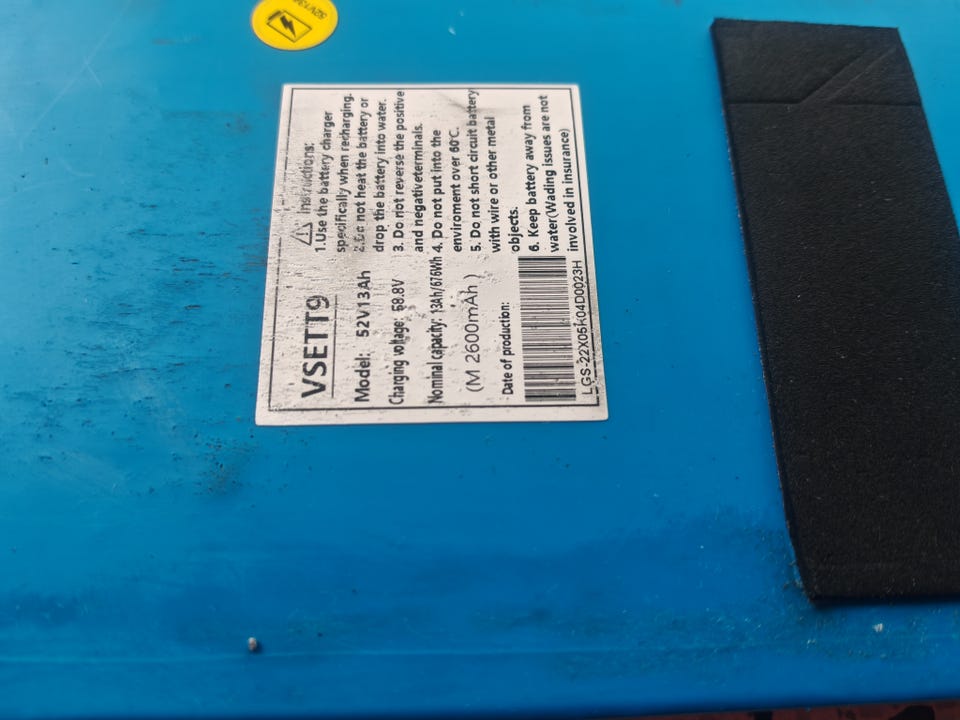 52V13A
VSETT9
Model: 52V13Ah
Charging voltage: 58.8V
Nominal capacity: 13Ah/676Wh
(M 2600mAh )
Date of production:
LGS-22X05K04D0023H
Instructions:
1.Use the battery charger
specifically when recharging.
2.Do not heat the battery or
drop the battery into water.
3. Do not reverse the positive
and negativeterminals.
4. Do not put into the
enviroment over 60℃.
5. Do not short circuit battery
with wire or other metal
objects.
6. Keep battery away from
water(Wading issues are not
involved in insurance)